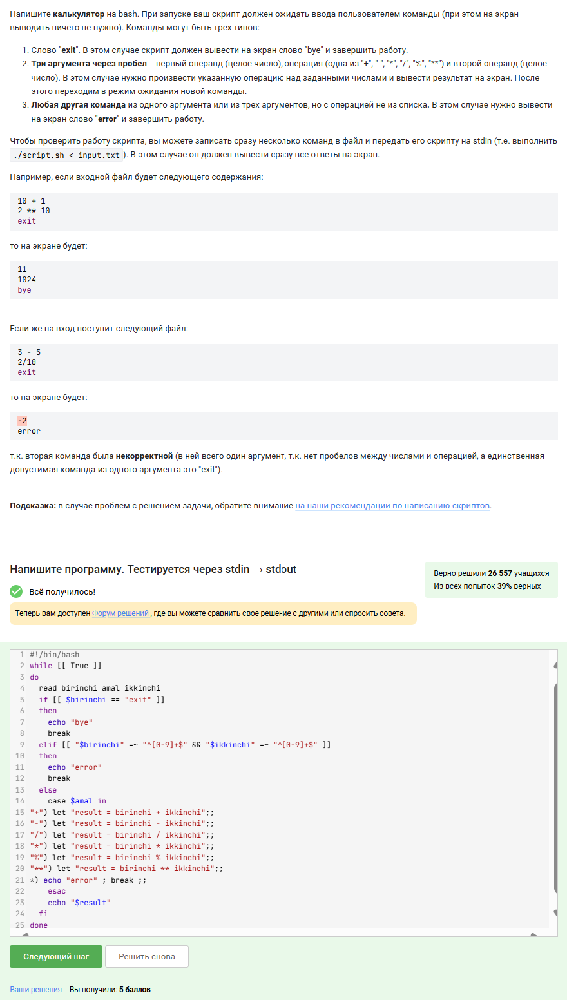 Напишите калькулятор на bash. При запуске ваш скрипт должен ожидать ввода пользователем команды (при этом на экран
выводить ничего не нужно). Команды могут быть трех типов:
1. Слово "exit". В этом случае скрипт должен вывести на экран слово "bye" и завершить работу.
2. Три аргумента через пробел -- первый операнд (целое число), операция (одна из "+", "-", "*", "/", "%", "**") и второй операнд (целое
число). В этом случае нужно произвести указанную операцию над заданными числами и вывести результат на экран. После
этого переходим в режим ожидания новой команды.
3. Любая другая команда из одного аргумента или из трех аргументов, но с операцией не из списка. В этом случае нужно вывести
на экран слово "error" и завершить работу.
Чтобы проверить работу скрипта, вы можете записать сразу несколько команд в файл и передать его скрипту на stdin (т.е. выполнить
./script.sh < input.txt ). В этом случае он должен вывести сразу все ответы на экран.
Например, если входной файл будет следующего содержания:
10 + 1
2 ** 10
exit
то на экране будет:
11
1024
bye
Если же на вход поступит следующий файл:
3 - 5
2/10
exit
то на экране будет:
-2
error
т.к. вторая команда была некорректной (в ней всего один аргумент, т.к. нет пробелов между числами и операцией, а единственная
допустимая команда из одного аргумента это "exit").
Подсказка: в случае проблем с решением задачи, обратите внимание на наши рекомендации по написанию скриптов.
Напишите программу. Тестируется через stdin → stdout
Верно решили 26 557 учащихся
Из всех попыток 39% верных
Всё получилось!
Теперь вам доступен Форум решений, где вы можете сравнить свое решение с другими или спросить совета.
1 #!/bin/bash
2 while [[ True ]]
3 do
4   read birinchi amal ikkinchi
5   if [[ $birinchi == "exit" ]]
6   then
7     echo "bye"
8     break
9   elif [[ "$birinchi" =~ "^[0-9]+$" && "$ikkinchi" =~ "^[0-9]+$" ]]
10   then
11     echo "error"
12     break
13   else
14     case $amal in
15 "+") let "result = birinchi + ikkinchi";;
16 "-") let "result = birinchi - ikkinchi";;
17 "/") let "result = birinchi / ikkinchi";;
18 "*") let "result = birinchi * ikkinchi";;
19 "%") let "result = birinchi % ikkinchi";;
20 "**") let "result = birinchi ** ikkinchi";;
21 *) echo "error" ; break ;;
22     esac
23     echo "$result"
24   fi
25 done
Следующий шаг
Решить снова
Ваши решения Вы получили: 5 баллов